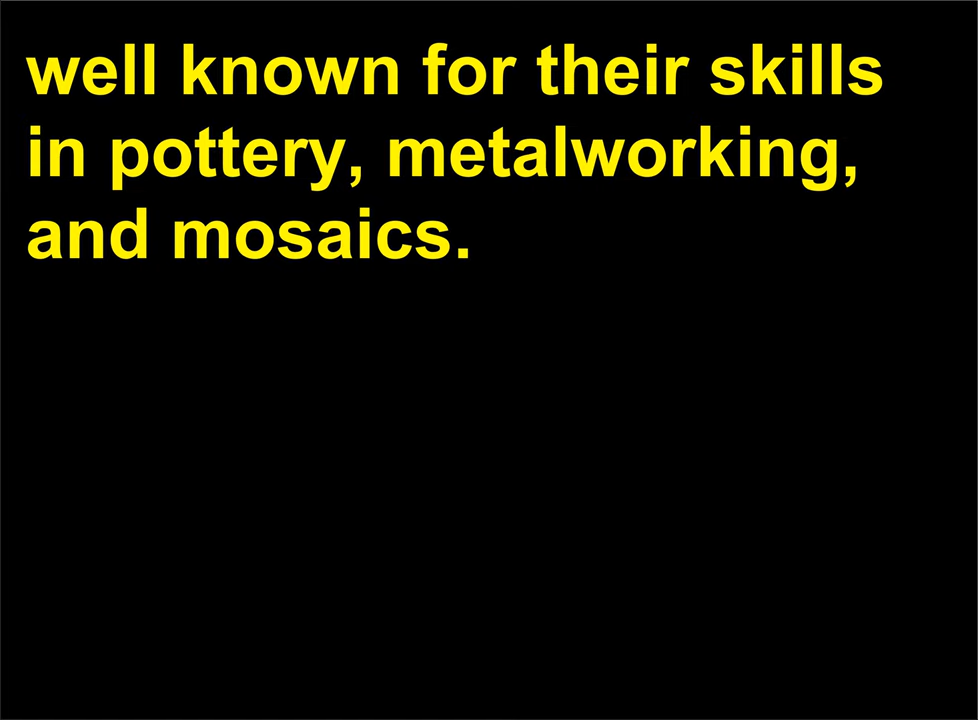 well known for their skills
in pottery, metalworking,
and mosaics.